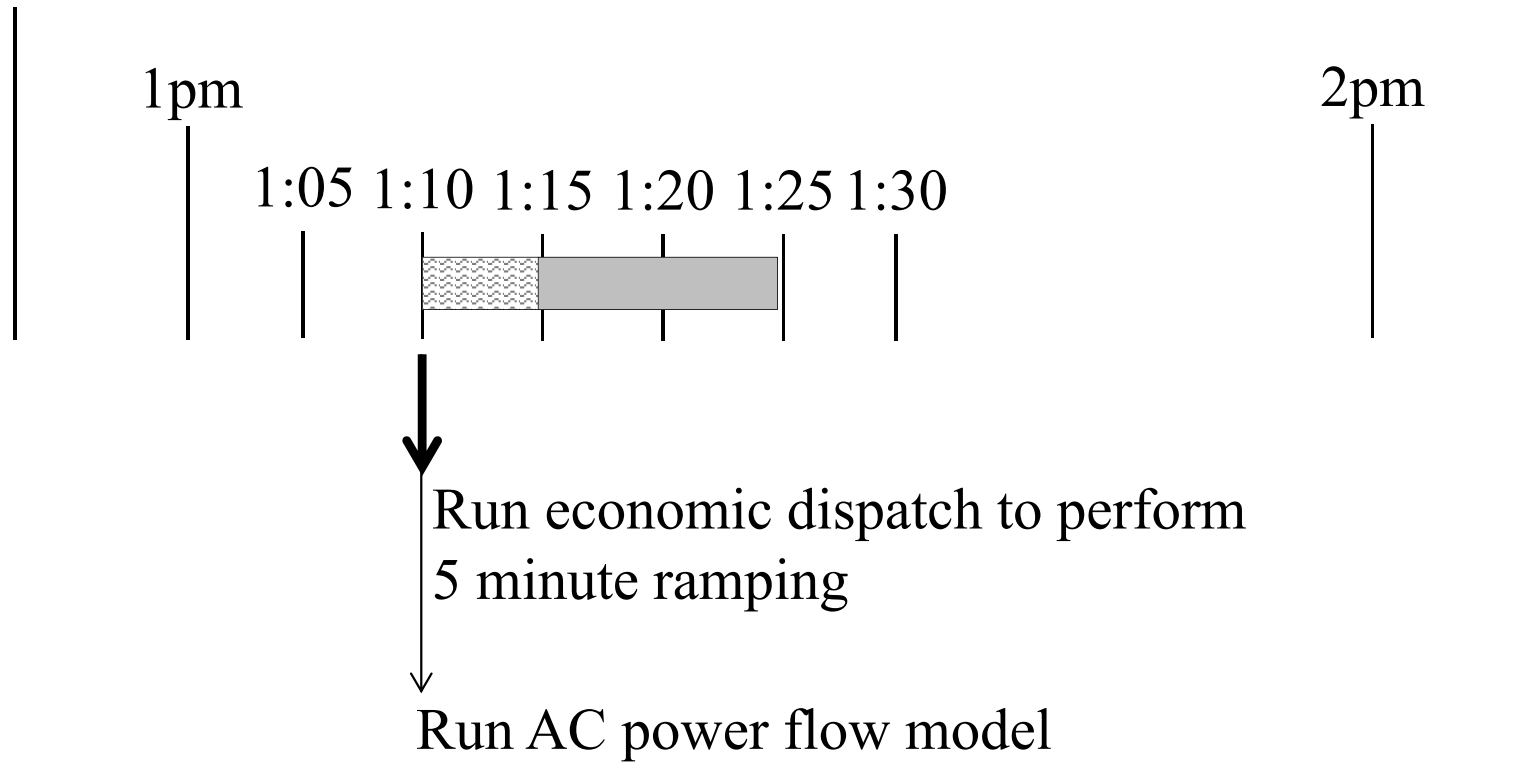 1pm
2pm
1:05 1:10 1:15 1:20 1:25 1:30
Run economic dispatch to perform
5 minute ramping
Run AC power flow model